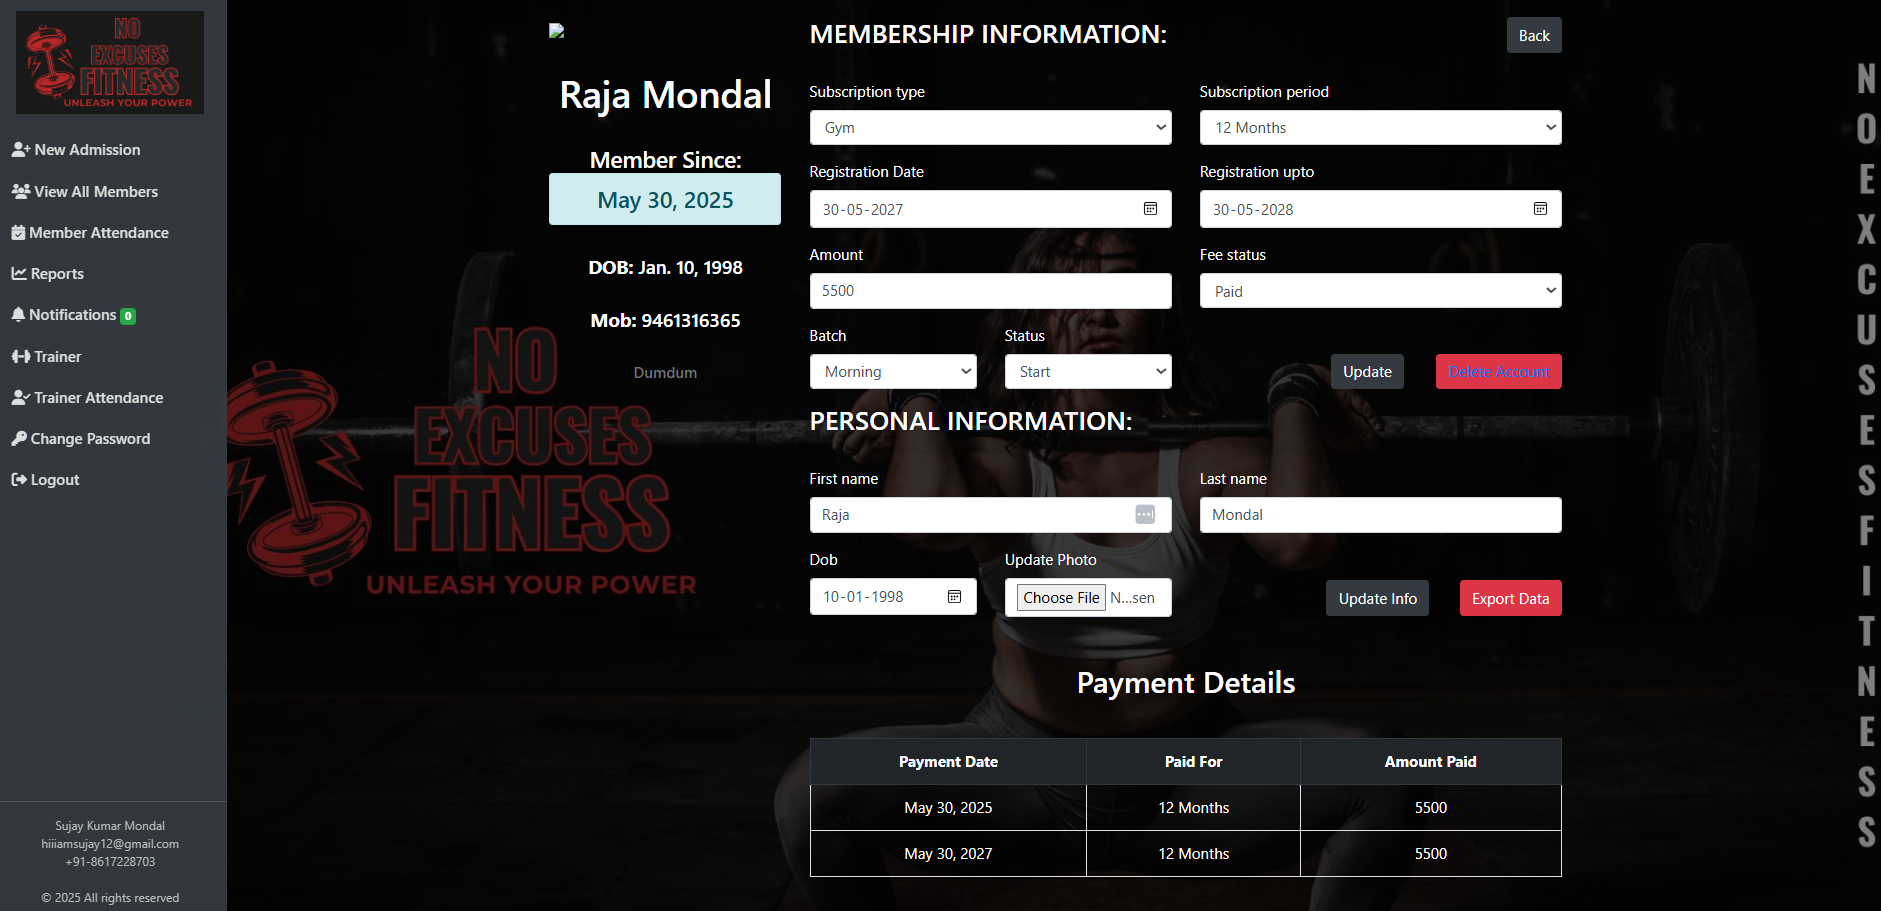 NO
EXCUSES
FITNESS
UNLEASH YOUR POWER
New Admission
View All Members
Member Attendance
Reports
Notifications 0
Trainer
Trainer Attendance
Change Password
Logout
Sujay Kumar Mondal
hiiiamsujay12@gmail.com
+91-8617228703
© 2025 All rights reserved
Raja Mondal
Member Since:
May 30, 2025
DOB: Jan. 10, 1998
Mob: 9461316365
Dumdum
NO
EXCUSES
FITNESS
UNLEASH YOUR POWER
MEMBERSHIP INFORMATION:
Back
Subscription type
Subscription period
Gym
12 Months
Registration Date
Registration upto
30-05-2027
30-05-2028
Amount
Fee status
5500
Paid
Batch
Status
Morning
Start
Update
Delete Account
PERSONAL INFORMATION:
First name
Last name
Raja
Mondal
Dob
Update Photo
10-01-1998
Choose File N...sen
Update Info
Export Data
Payment Details
Payment Date Paid For Amount Paid
May 30, 2025 12 Months 5500
May 30, 2027 12 Months 5500
NOEXCUSESFITNESS